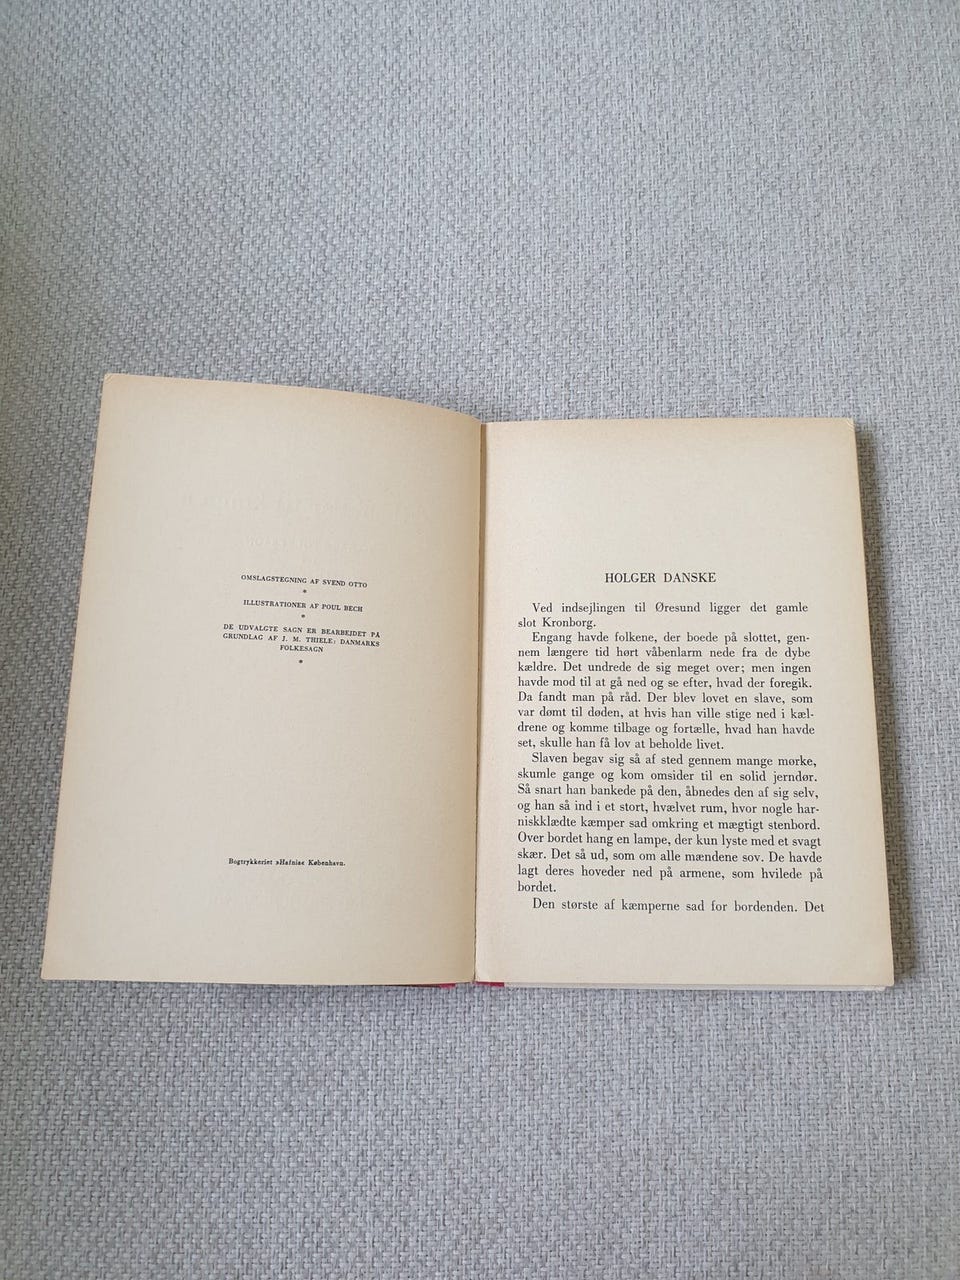 OMSLAGSTEGNING AF SVEND OTTO
*
ILLUSTRATIONER AF POUL BECH
*
DE UDVALGTE SAGN ER BEARBEJDET PÅ
GRUNDLAG AF J. M. THIELE: DANMARKS
FOLKESAGN
*
Bogtrykkeriet »Hafnia« København.
HOLGER DANSKE
Ved indsejlingen til Øresund ligger det gamle
slot Kronborg.
Engang havde folkene, der boede på slottet, gen-
nem længere tid hørt våbenlarm nede fra de dybe
kældre. Det undrede de sig meget over; men ingen
havde mod til at gå ned og se efter, hvad der foregik.
Da fandt man på råd. Der blev lovet en slave, som
var dømt til døden, at hvis han ville stige ned i kæl-
drene og komme tilbage og fortælle, hvad han havde
set, skulle han få lov at beholde livet.
Slaven begav sig så af sted gennem mange mørke,
skumle gange og kom omsider til en solid jerndør.
Så snart han bankede på den, åbnedes den af sig selv,
og han så ind i et stort, hvælvet rum, hvor nogle har-
niskklædte kæmper sad omkring et mægtigt stenbord.
Over bordet hang en lampe, der kun lyste med et svagt
skær. Det så ud, som om alle mændene sov. De havde
lagt deres hoveder ned på armene, som hvilede på
bordet.
Den største af kæmperne sad for bordenden. Det